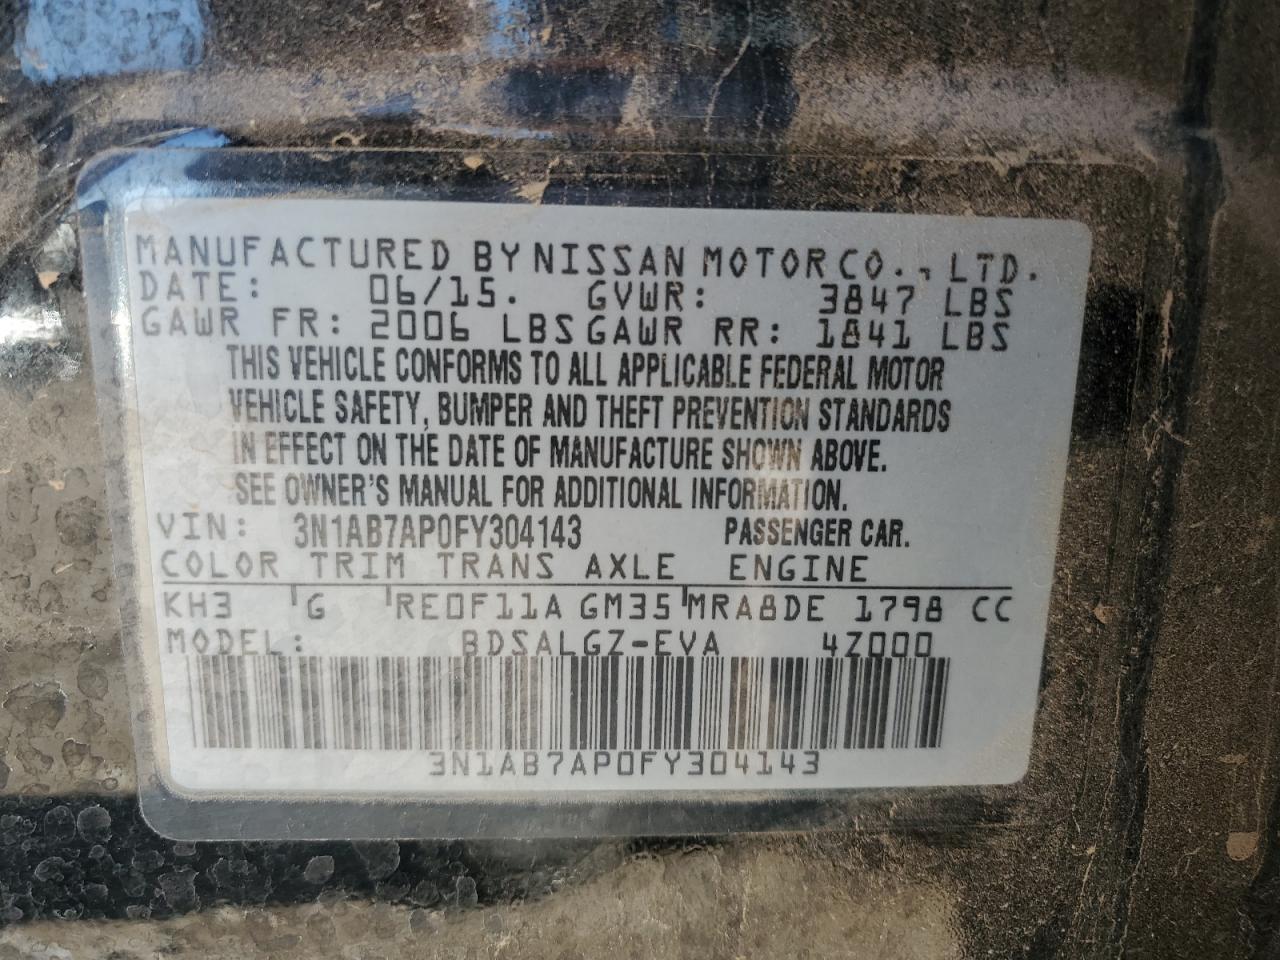 MANUFACTURED BY NISSAN MOTOR CO., LTD.
DATE: 06/15. GVWR: 3847 LBS
GAWR FR: 2006 LBS GAWR RR: 1841 LBS
THIS VEHICLE CONFORMS TO ALL APPLICABLE FEDERAL MOTOR
VEHICLE SAFETY, BUMPER AND THEFT PREVENTION STANDARDS
IN EFFECT ON THE DATE OF MANUFACTURE SHOWN ABOVE.
SEE OWNER'S MANUAL FOR ADDITIONAL INFORMATION.
VIN: 3N1AB7AP0FY304143 PASSENGER CAR.
COLOR TRIM TRANS AXLE ENGINE
KH3 G RE0F11A GM35 MRA8DE 1798 CC
MODEL: BDSALGZ-EVA 4Z000
3N1AB7AP0FY304143